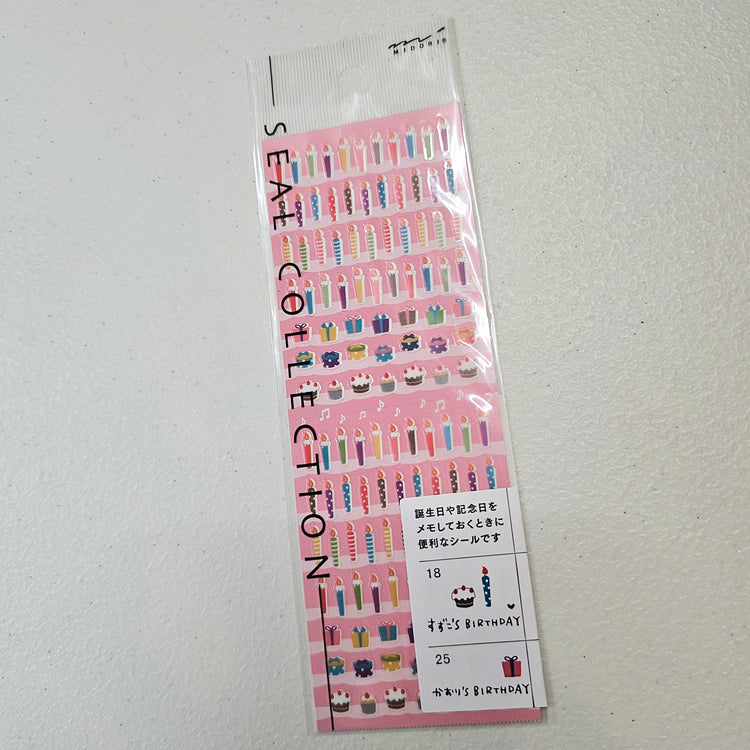 MIDORI
SEAL COLLECTION
誕生日や記念日を
メモしておくときに
便利なシールです
18
すずこ'S BIRTHDAY
25
かおり'S BIRTHDAY